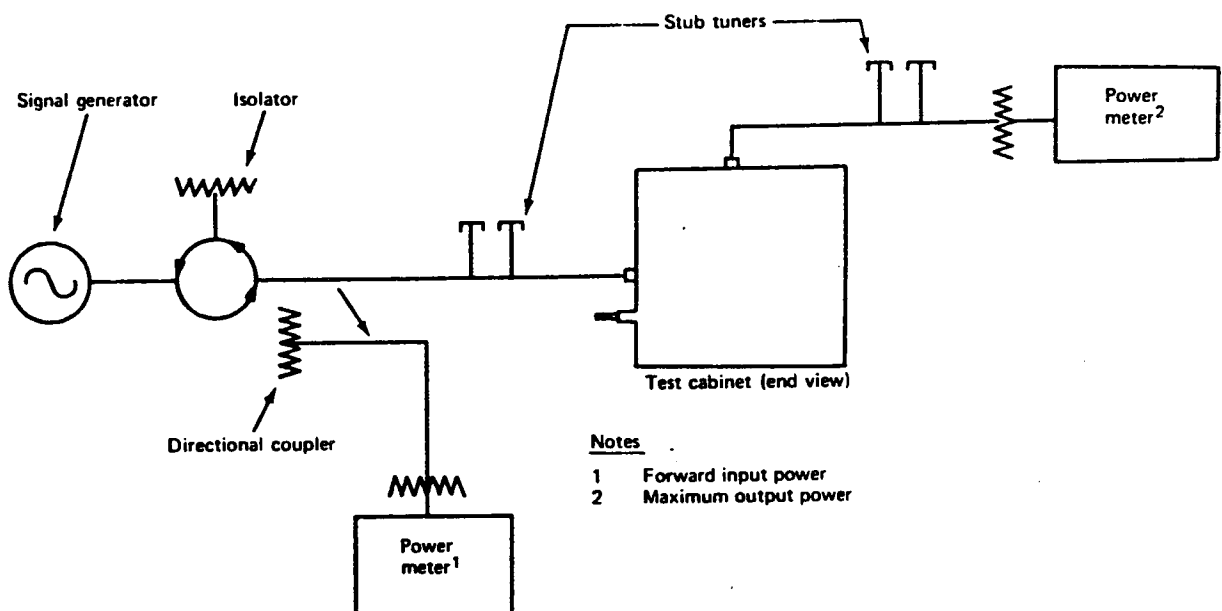 Stub tuners
Signal generator
Isolator
Power
meter2
Test cabinet (end view)
Directional coupler
Notes
1 Forward input power
2 Maximum output power
Power
meter1